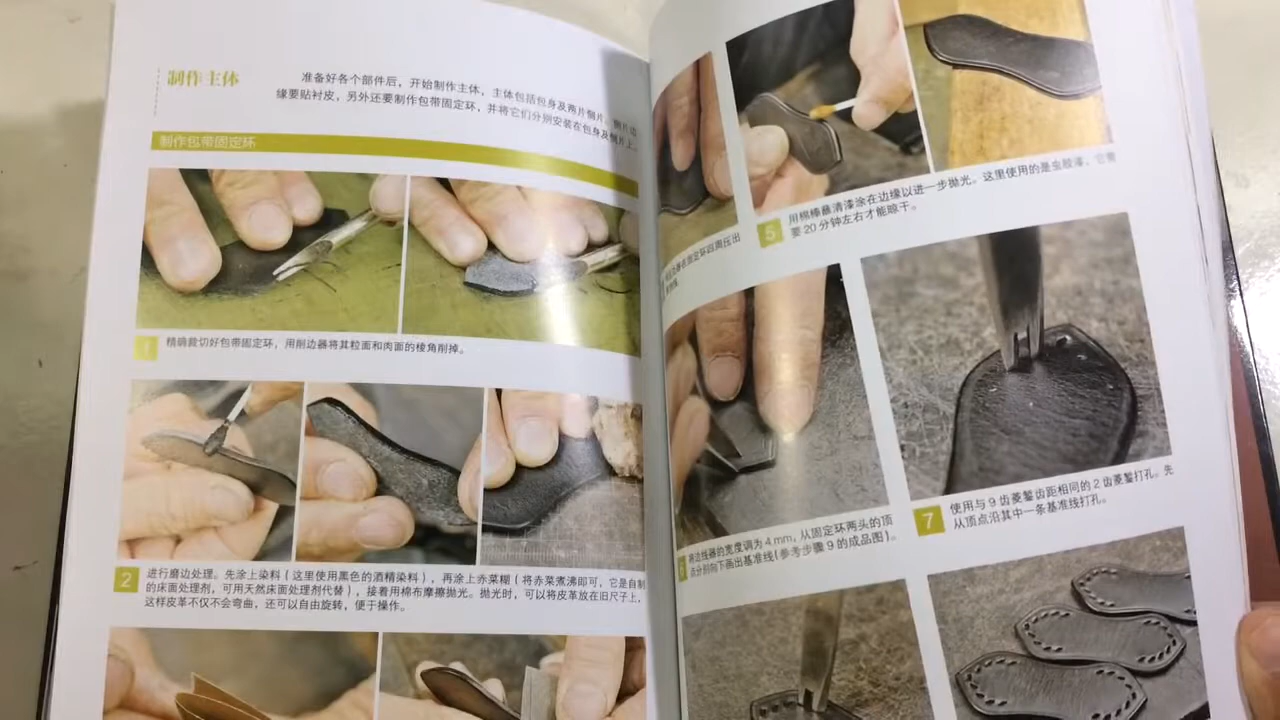 制作主体
准备好各个部件后，开始制作主体，主体包括包身及两片侧片。侧片边
缘要贴衬皮，另外还要制作包带固定环，并将它们分别安装在包身及侧片上。
制作包带固定环
1 精确裁切好包带固定环，用削边器将其粒面和肉面的棱角削掉。
2 进行磨边处理。先涂上染料（这里使用黑色的酒精染料），再涂上赤菜糊（将赤菜煮沸即可，它是自制
的床面处理剂，可用天然床面处理剂代替），接着用棉布摩擦抛光。抛光时，可以将皮革放在旧尺子上，
这样皮革不仅不会弯曲，还可以自由旋转，便于操作。
在固定环四周压出
5 用棉棒蘸清漆涂在边缘以进一步抛光。这里使用的是虫胶漆，它需
要 20 分钟左右才能晾干。
将边线器的宽度调为 4 mm，从固定环两头的顶
点分别向下画出基准线（参考步骤 9 的成品图）。
7 使用与 9 齿菱錾齿距相同的 2 齿菱錾打孔。先
从顶点沿其中一条基准线打孔。